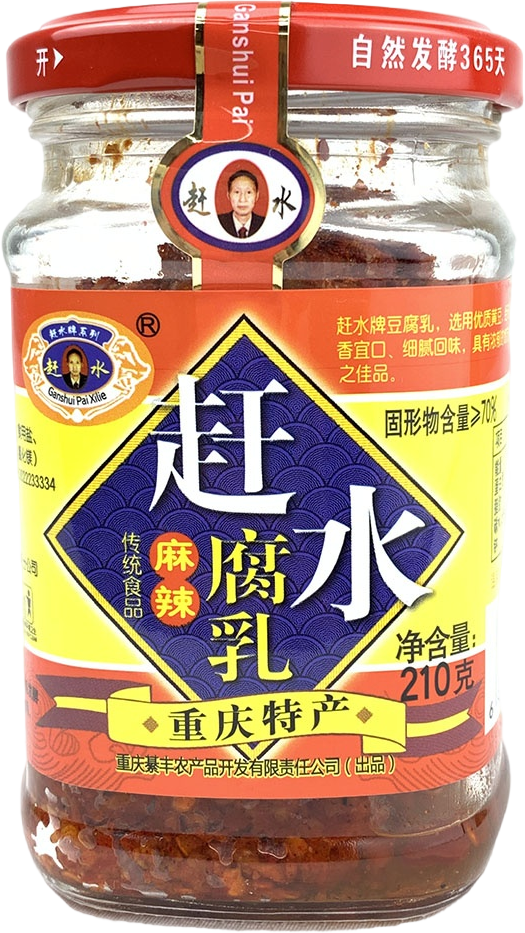 开
自然发酵365天
Ganshui Pai
赶 水
赶水牌系列
赶 水
Ganshui Pai Xilie
®
赶水牌豆腐乳，选用优质黄豆
香宜口、细腻回味，具有浓
之佳品。
固形物含量≥70%
22233334
赶水
麻辣
腐乳
传统食品
净含量：
210克
重庆特产
重庆綦丰农产品开发有限责任公司（出品）
6